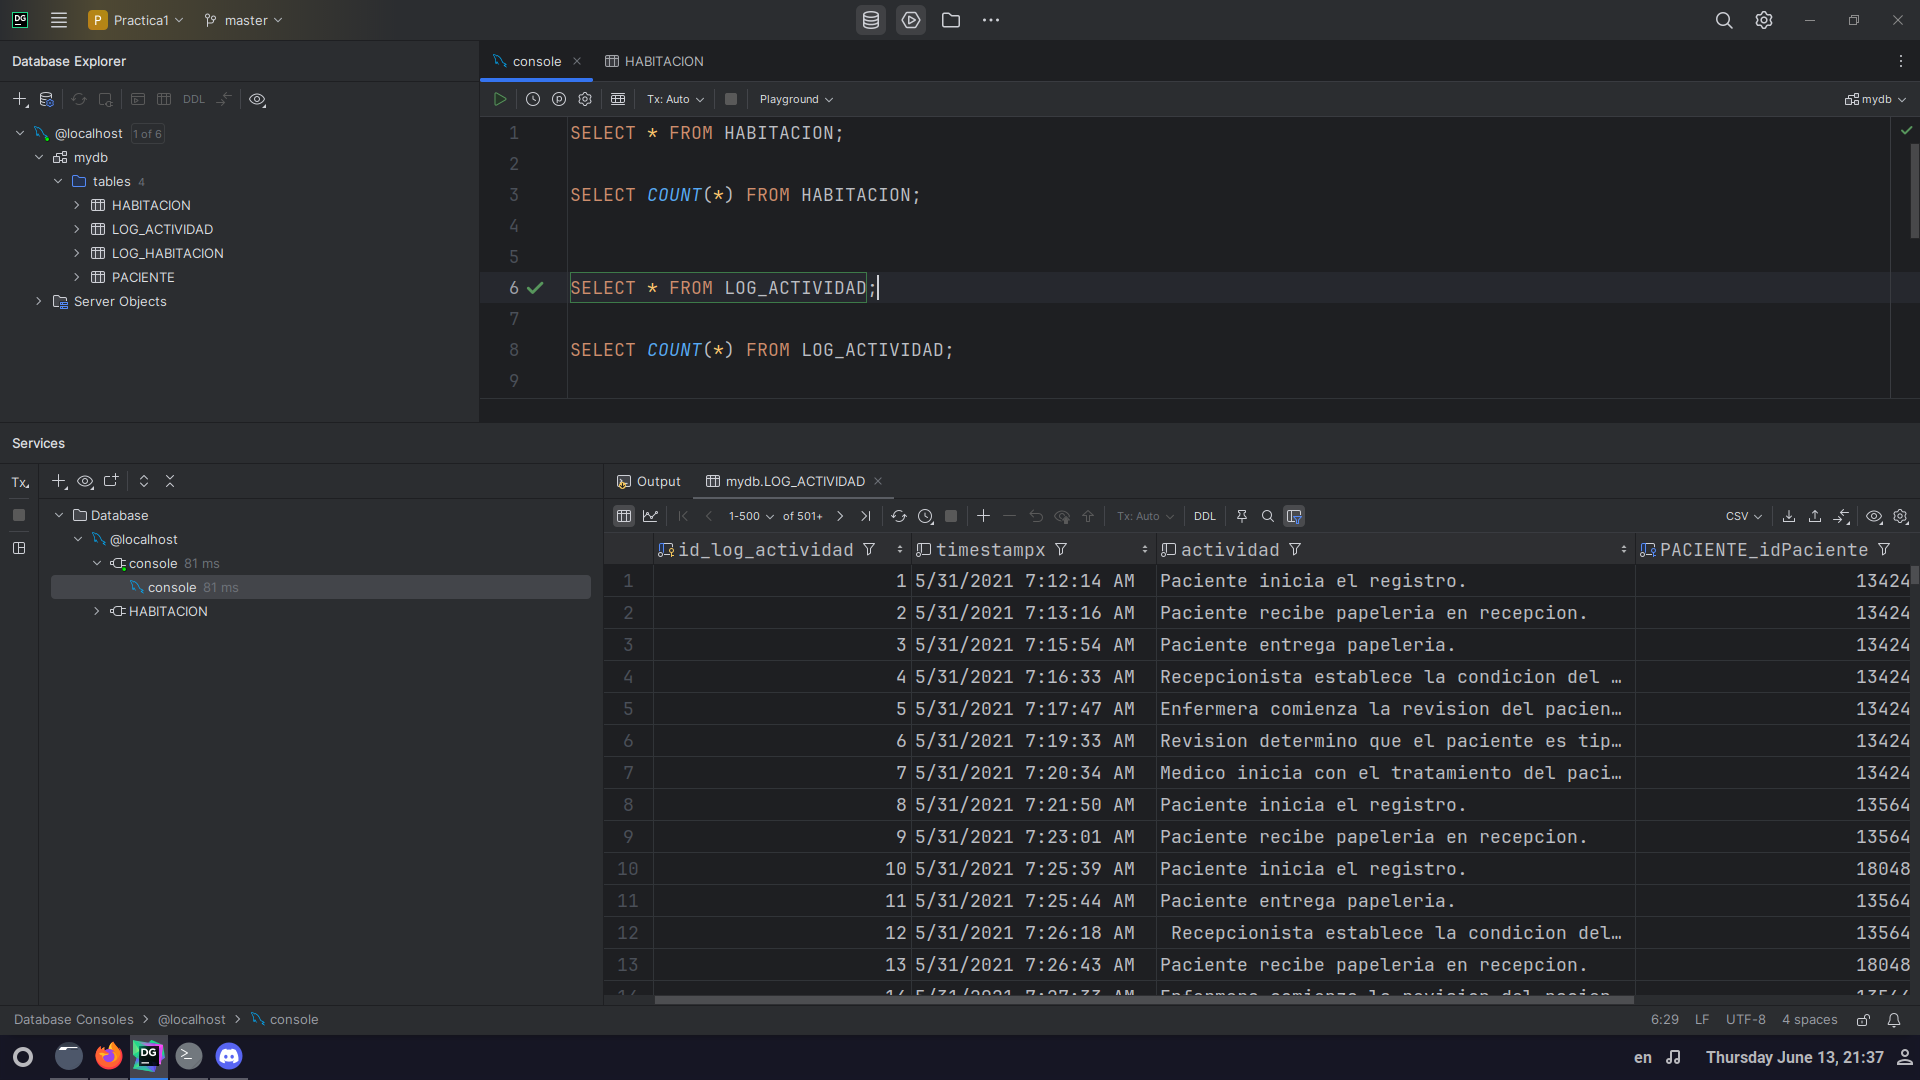 DG
P Practica1
master
Database Explorer
console
HABITACION
DDL
Tx: Auto
Playground
mydb
@localhost 1 of 6
mydb
tables 4
HABITACION
LOG_ACTIVIDAD
LOG_HABITACION
PACIENTE
Server Objects
1 SELECT * FROM HABITACION;
2
3 SELECT COUNT(*) FROM HABITACION;
4
5
6 SELECT * FROM LOG_ACTIVIDAD;
7
8 SELECT COUNT(*) FROM LOG_ACTIVIDAD;
9
Services
Tx
Database
@localhost
console 81 ms
console 81 ms
HABITACION
Output
mydb.LOG_ACTIVIDAD
1-500 of 501+
Tx: Auto
DDL
CSV
id_log_actividad timestampx actividad PACIENTE_idPaciente
1 1 5/31/2021 7:12:14 AM Paciente inicia el registro. 13424
2 2 5/31/2021 7:13:16 AM Paciente recibe papeleria en recepcion. 13424
3 3 5/31/2021 7:15:54 AM Paciente entrega papeleria. 13424
4 4 5/31/2021 7:16:33 AM Recepcionista establece la condicion del … 13424
5 5 5/31/2021 7:17:47 AM Enfermera comienza la revision del pacien… 13424
6 6 5/31/2021 7:19:33 AM Revision determino que el paciente es tip… 13424
7 7 5/31/2021 7:20:34 AM Medico inicia con el tratamiento del paci… 13424
8 8 5/31/2021 7:21:50 AM Paciente inicia el registro. 13564
9 9 5/31/2021 7:23:01 AM Paciente recibe papeleria en recepcion. 13564
10 10 5/31/2021 7:25:39 AM Paciente inicia el registro. 18048
11 11 5/31/2021 7:25:44 AM Paciente entrega papeleria. 13564
12 12 5/31/2021 7:26:18 AM Recepcionista establece la condicion del… 13564
13 13 5/31/2021 7:26:43 AM Paciente recibe papeleria en recepcion. 18048
Database Consoles > @localhost > console
6:29 LF UTF-8 4 spaces
DG
en
Thursday June 13, 21:37